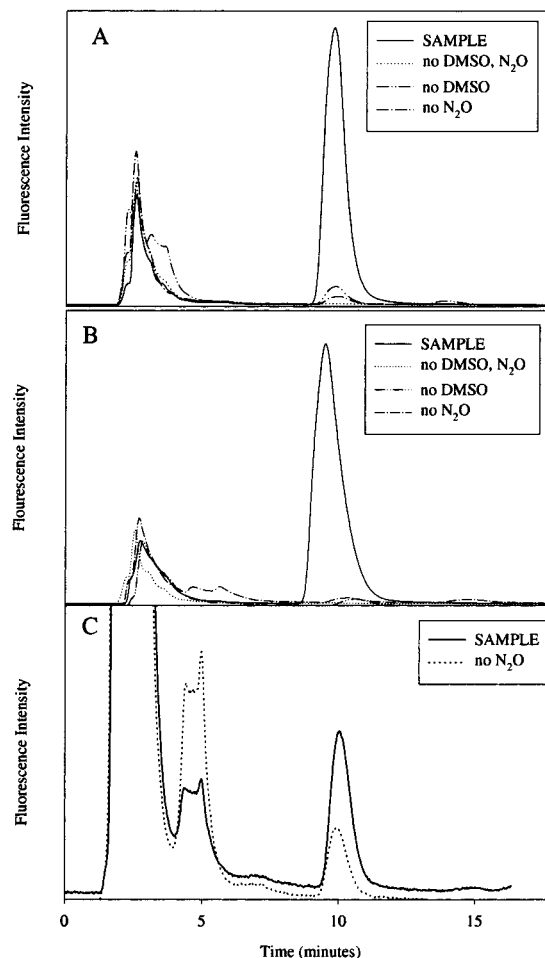 A
Fluorescence Intensity
SAMPLE
no DMSO, N₂O
no DMSO
no N₂O
B
Flourescence Intensity
SAMPLE
no DMSO, N₂O
no DMSO
no N₂O
C
Fluorescence Intensity
SAMPLE
no N₂O
0 5 10 15
Time (minutes)